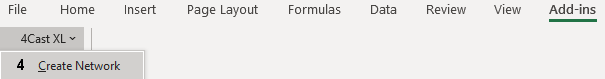 File Home Insert Page Layout Formulas Data Review View Add-ins
4Cast XL
4 Create Network